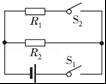 R₁ S₂
R₂
S₁